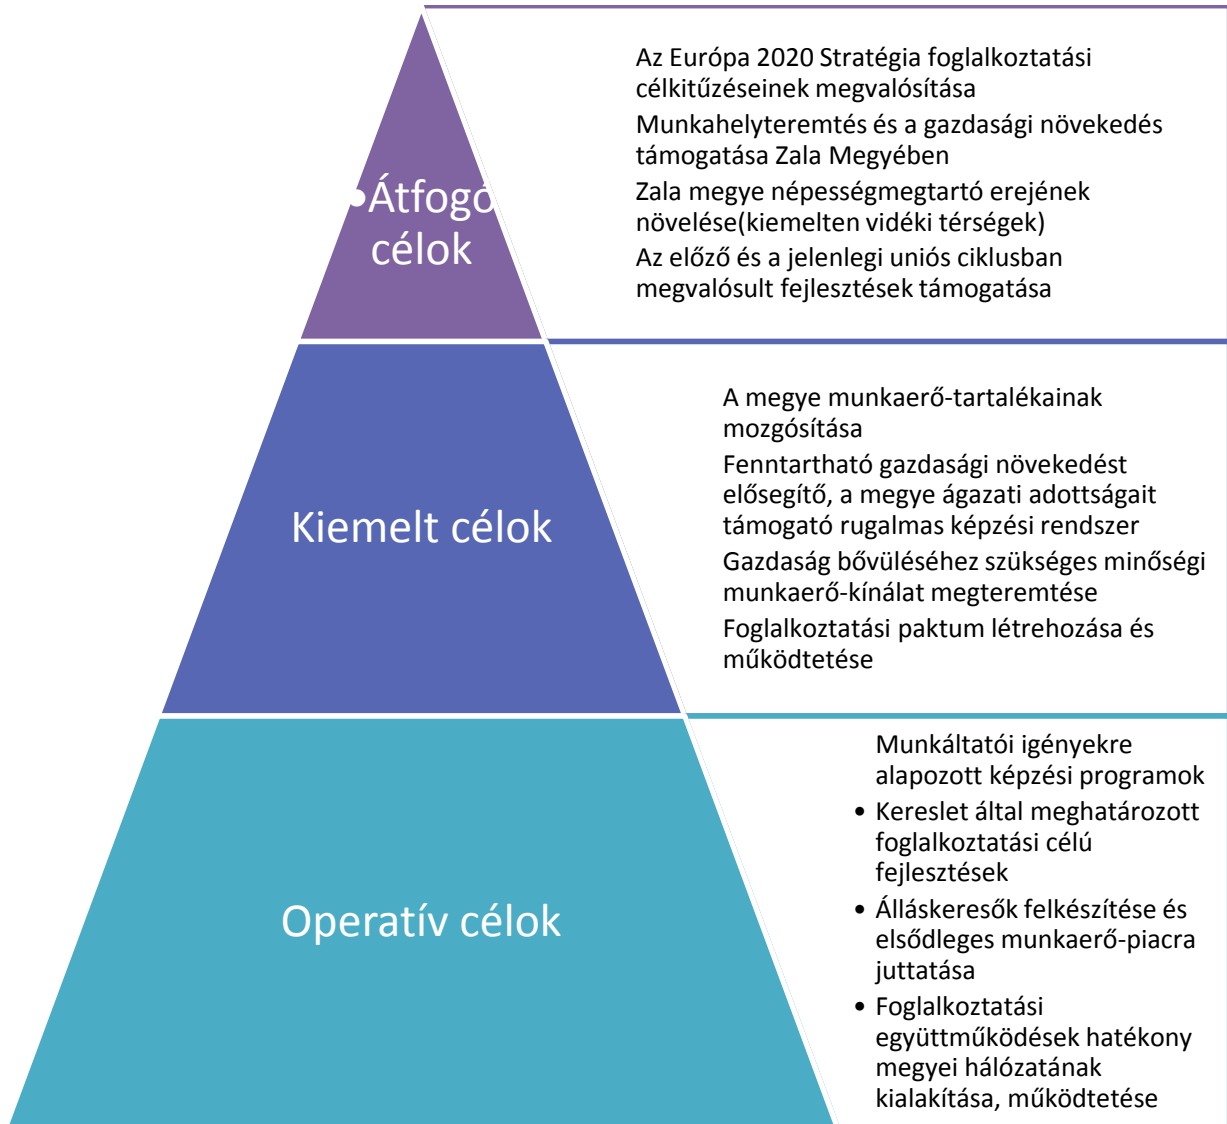 •Átfogó
célok
Az Európa 2020 Stratégia foglalkoztatási
célkitűzéseinek megvalósítása
Munkahelyteremtés és a gazdasági növekedés
támogatása Zala Megyében
Zala megye népességmegtartó erejének
növelése(kiemelten vidéki térségek)
Az előző és a jelenlegi uniós ciklusban
megvalósult fejlesztések támogatása
Kiemelt célok
A megye munkaerő-tartalékainak
mozgósítása
Fenntartható gazdasági növekedést
elősegítő, a megye ágazati adottságait
támogató rugalmas képzési rendszer
Gazdaság bővüléséhez szükséges minőségi
munkaerő-kínálat megteremtése
Foglalkoztatási paktum létrehozása és
működtetése
Operatív célok
Munkáltatói igényekre
alapozott képzési programok
• Kereslet által meghatározott
foglalkoztatási célú
fejlesztések
• Álláskeresők felkészítése és
elsődleges munkaerő-piacra
juttatása
• Foglalkoztatási
együttműködések hatékony
megyei hálózatának
kialakítása, működtetése